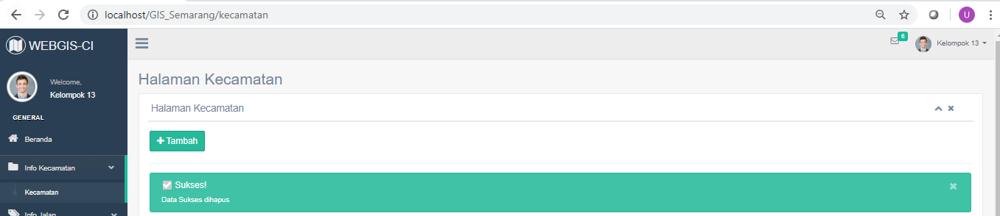 localhost/GIS_Semarang/kecamatan
U
WEBGIS-CI
6
Kelompok 13
Welcome,
Kelompok 13
GENERAL
Beranda
Info Kecamatan
Kecamatan
Info Jalan
Halaman Kecamatan
Halaman Kecamatan
Tambah
Sukses!
Data Sukses dihapus